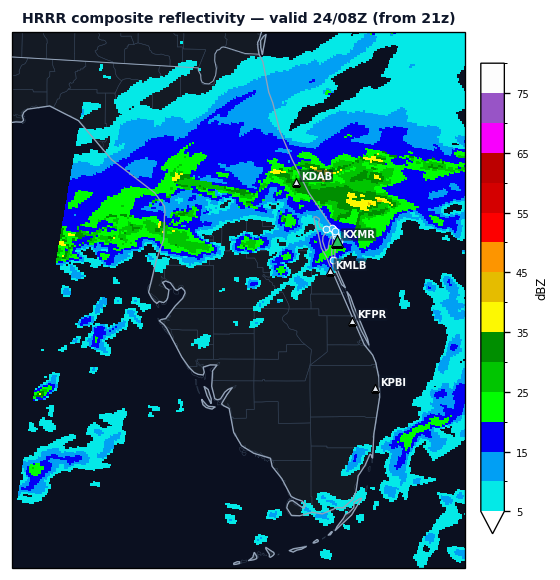 HRRR composite reflectivity — valid 24/08Z (from 21z)
KDAB
KXMR
KMLB
KFPR
KPBI
75
65
55
45
35
25
15
5
dBZ